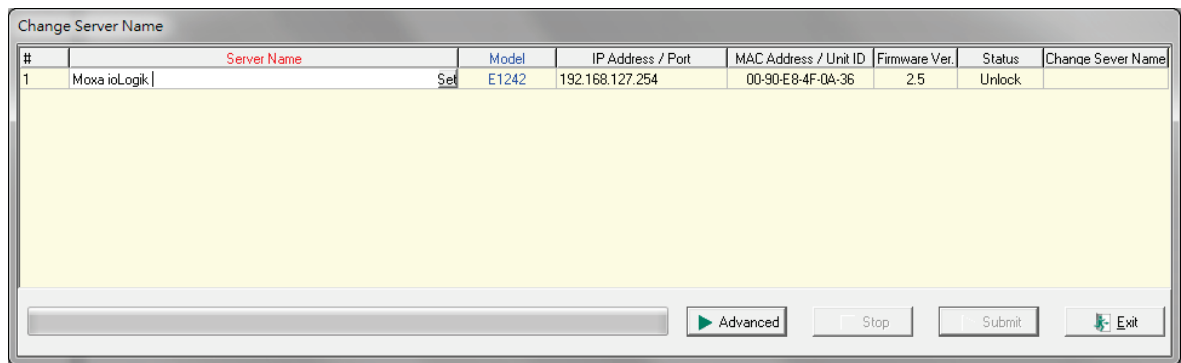 Change Server Name
# Server Name Model IP Address / Port MAC Address / Unit ID Firmware Ver. Status Change Sever Name
1 Moxa ioLogik Set E1242 192.168.127.254 00-90-E8-4F-0A-36 2.5 Unlock
Advanced Stop Submit Exit